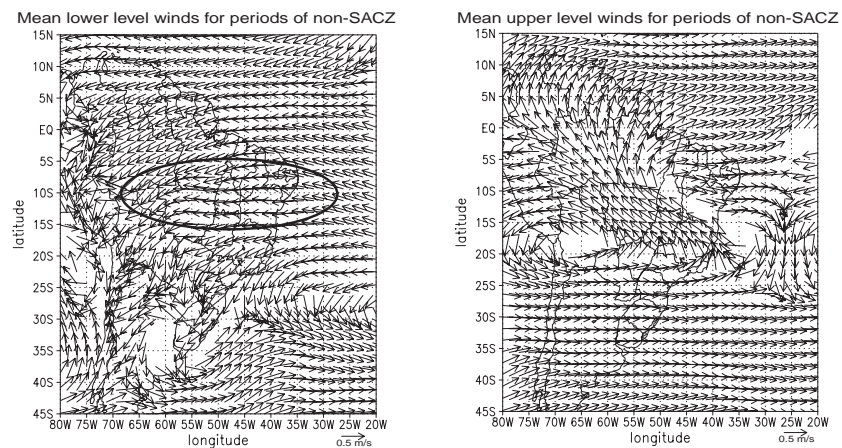 Mean lower level winds for periods of non-SACZ
15N
10N
5N
EQ
5S
10S
15S
20S
25S
30S
35S
40S
45S
latitude
80W 75W 70W 65W 60W 55W 50W 45W 40W 35W 30W 25W 20W
longitude
0.5 m/s
Mean upper level winds for periods of non-SACZ
15N
10N
5N
EQ
5S
10S
15S
20S
25S
30S
35S
40S
45S
latitude
80W 75W 70W 65W 60W 55W 50W 45W 40W 35W 30W 25W 20W
longitude
0.5 m/s